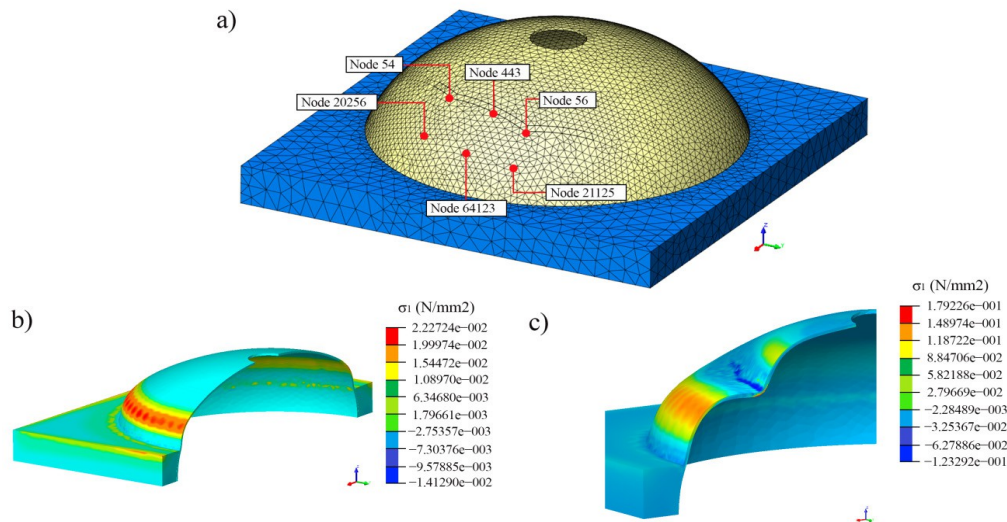 a)
Node 54
Node 443
Node 20256
Node 56
Node 21125
Node 64123
b)
σ1 (N/mm2)
2.22724e−002
1.99974e−002
1.54472e−002
1.08970e−002
6.34680e−003
1.79661e−003
−2.75357e−003
−7.30376e−003
−9.57885e−003
−1.41290e−002
c)
σ1 (N/mm2)
1.79226e−001
1.48974e−001
1.18722e−001
8.84706e−002
5.82188e−002
2.79669e−002
−2.28489e−003
−3.25367e−002
−6.27886e−002
−1.23292e−001